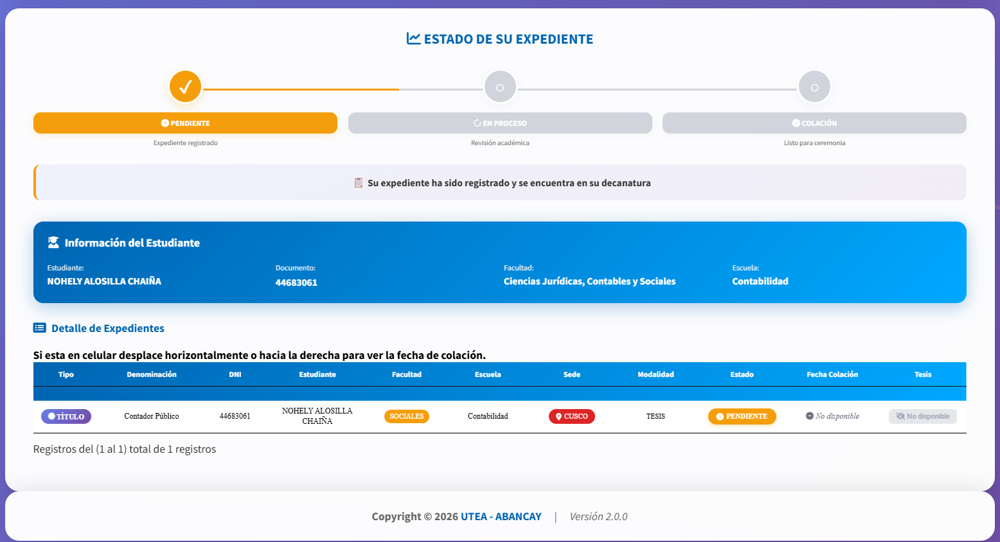 ESTADO DE SU EXPEDIENTE
PENDIENTE
EN PROCESO
COLACIÓN
Expediente registrado
Revisión académica
Listo para ceremonia
Su expediente ha sido registrado y se encuentra en su decanatura
Información del Estudiante
Estudiante:
NOHELY ALOSILLA CHAIÑA
Documento:
44683061
Facultad:
Ciencias Jurídicas, Contables y Sociales
Escuela:
Contabilidad
Detalle de Expedientes
Si esta en celular desplace horizontalmente o hacia la derecha para ver la fecha de colación.
Tipo Denominación DNI Estudiante Facultad Escuela Sede Modalidad Estado Fecha Colación Tesis
TÍTULO Contador Público 44683061 NOHELY ALOSILLA CHAIÑA SOCIALES Contabilidad CUSCO TESIS PENDIENTE No disponible No disponible
Registros del (1 al 1) total de 1 registros
Copyright © 2026 UTEA - ABANCAY | Versión 2.0.0